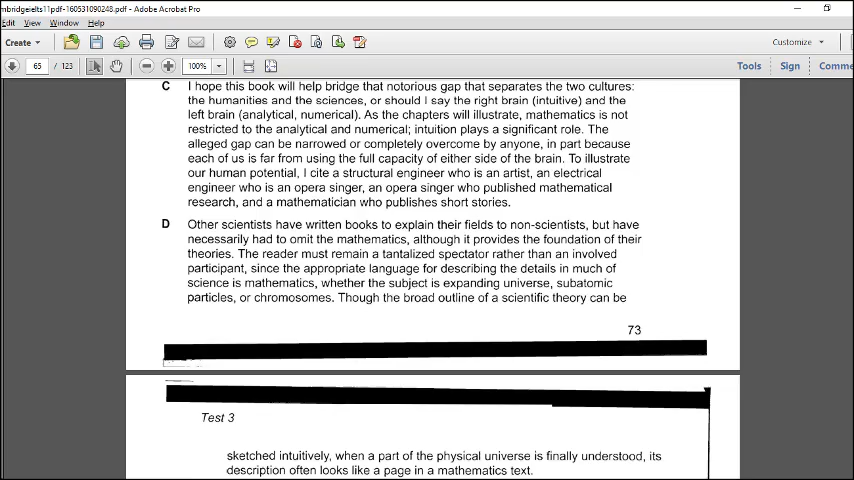 mbridgeielts11pdf-160531090248.pdf - Adobe Acrobat Pro
Edit View Window Help
Create Customize
65 / 123 100% Tools Sign Comme
C I hope this book will help bridge that notorious gap that separates the two cultures:
the humanities and the sciences, or should I say the right brain (intuitive) and the
left brain (analytical, numerical). As the chapters will illustrate, mathematics is not
restricted to the analytical and numerical; intuition plays a significant role. The
alleged gap can be narrowed or completely overcome by anyone, in part because
each of us is far from using the full capacity of either side of the brain. To illustrate
our human potential, I cite a structural engineer who is an artist, an electrical
engineer who is an opera singer, an opera singer who published mathematical
research, and a mathematician who publishes short stories.
D Other scientists have written books to explain their fields to non-scientists, but have
necessarily had to omit the mathematics, although it provides the foundation of their
theories. The reader must remain a tantalized spectator rather than an involved
participant, since the appropriate language for describing the details in much of
science is mathematics, whether the subject is expanding universe, subatomic
particles, or chromosomes. Though the broad outline of a scientific theory can be
73
Test 3
sketched intuitively, when a part of the physical universe is finally understood, its
description often looks like a page in a mathematics text.